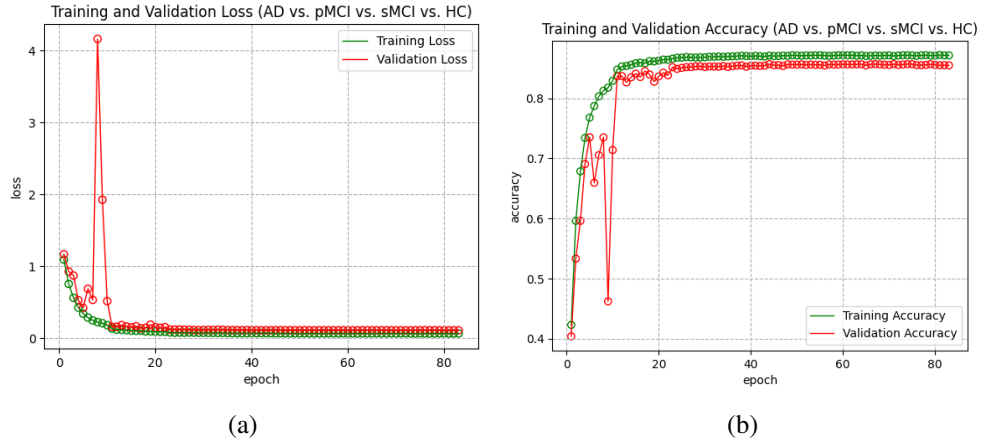 Training and Validation Loss (AD vs. pMCI vs. sMCI vs. HC)
Training Loss
Validation Loss
4
3
2
1
0
loss
0 20 40 60 80
epoch
(a)
Training and Validation Accuracy (AD vs. pMCI vs. sMCI vs. HC)
0.8
0.7
0.6
0.5
0.4
accuracy
Training Accuracy
Validation Accuracy
0 20 40 60 80
epoch
(b)